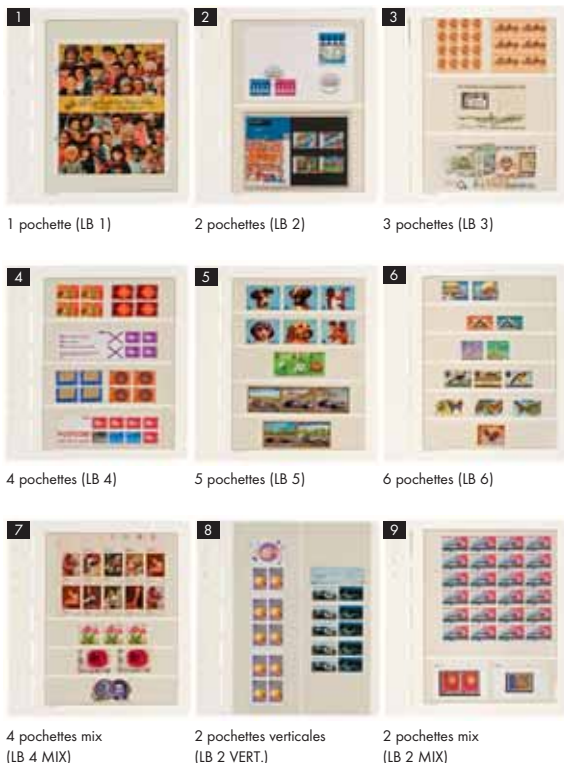 1
2
3
1 pochette (LB 1)
2 pochettes (LB 2)
3 pochettes (LB 3)
4
5
6
4 pochettes (LB 4)
5 pochettes (LB 5)
6 pochettes (LB 6)
7
8
9
4 pochettes mix
(LB 4 MIX)
2 pochettes verticales
(LB 2 VERT.)
2 pochettes mix
(LB 2 MIX)